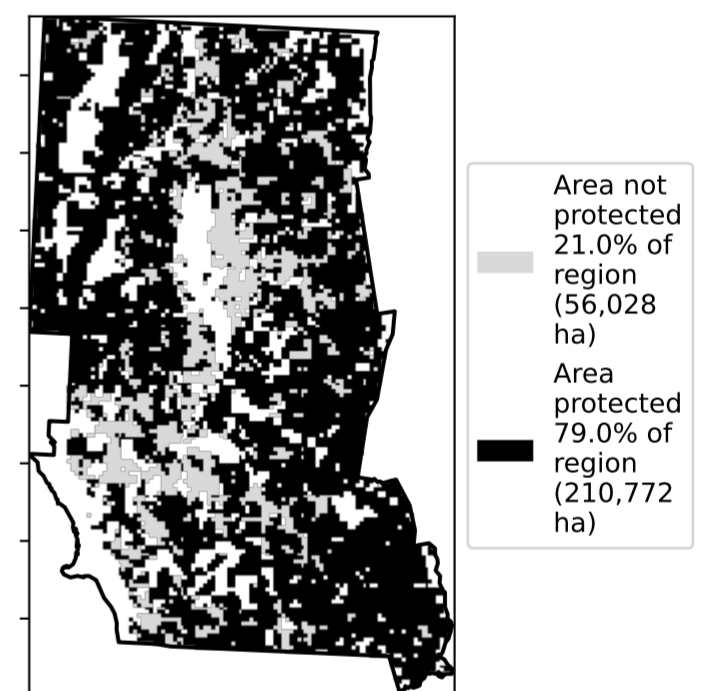 Area not
protected
21.0% of
region
(56,028
ha)
Area
protected
79.0% of
region
(210,772
ha)